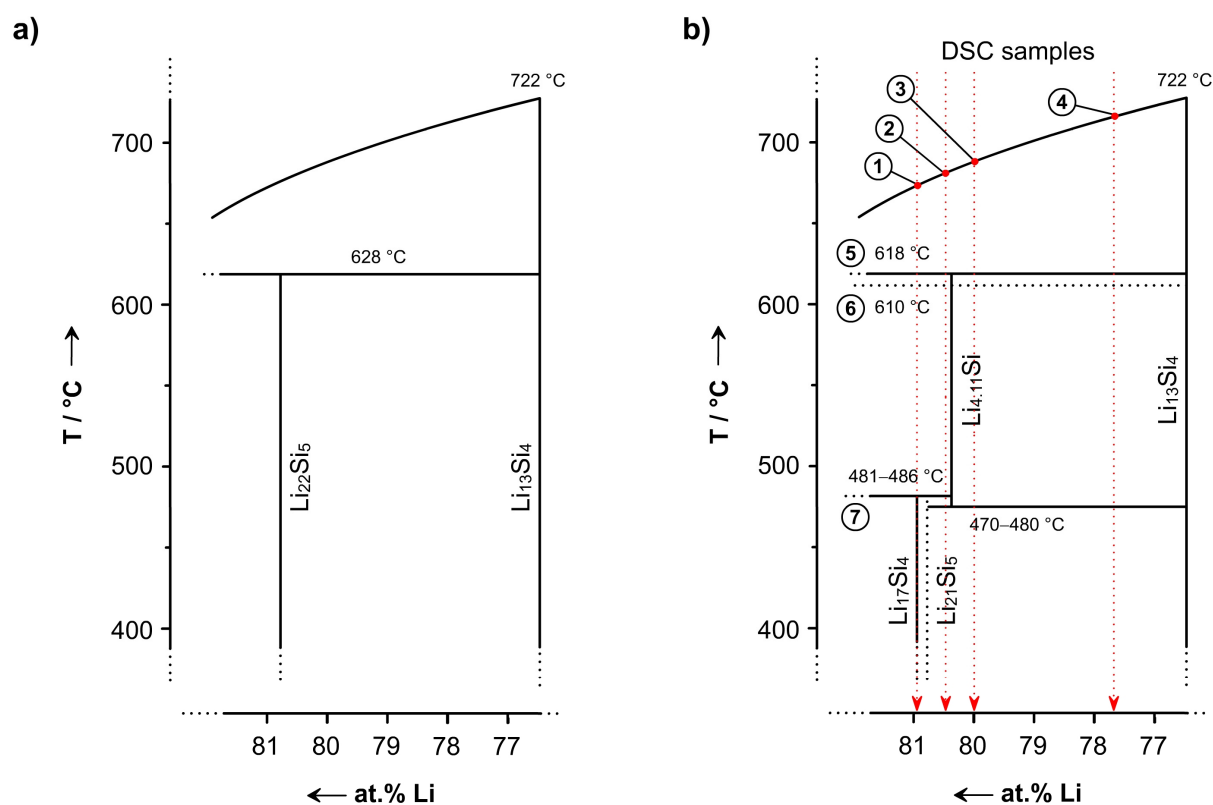 a)
722 °C
700
628 °C
600
T / °C
500
400
Li₂₂Si₅
Li₁₃Si₄
81 80 79 78 77
at.% Li
b)
DSC samples
722 °C
3
4
2
1
700
5 618 °C
600
6 610 °C
T / °C
Li₄.₁₁Si
Li₁₃Si₄
500
481–486 °C
7
470–480 °C
Li₁₇Si₄
Li₂₁Si₅
400
81 80 79 78 77
at.% Li